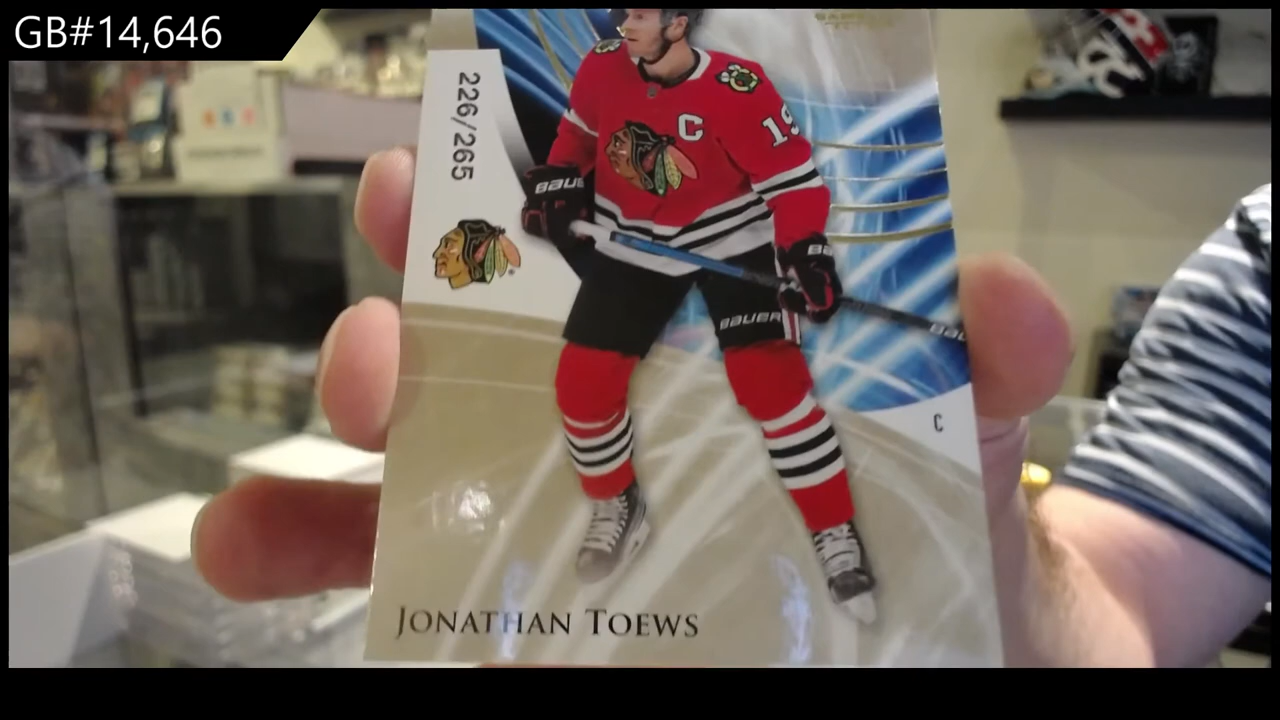 GB#14,646
226/265
C
19
BAUER
BAUER
C
JONATHAN TOEWS